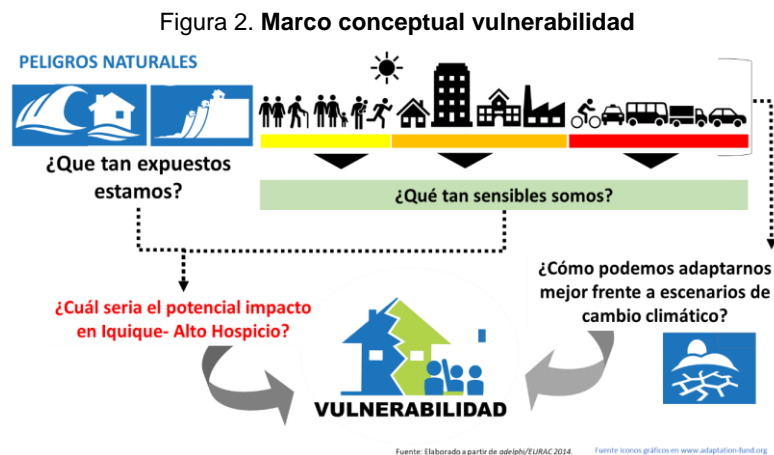 Figura 2. Marco conceptual vulnerabilidad
PELIGROS NATURALES
¿Que tan expuestos
estamos?
¿Qué tan sensibles somos?
¿Cuál seria el potencial impacto
en Iquique- Alto Hospicio?
¿Cómo podemos adaptarnos
mejor frente a escenarios de
cambio climático?
VULNERABILIDAD
Fuente: Elaborado a partir de adelphi/EURAC 2014.
Fuente íconos gráficos en www.adaptation-fund.org